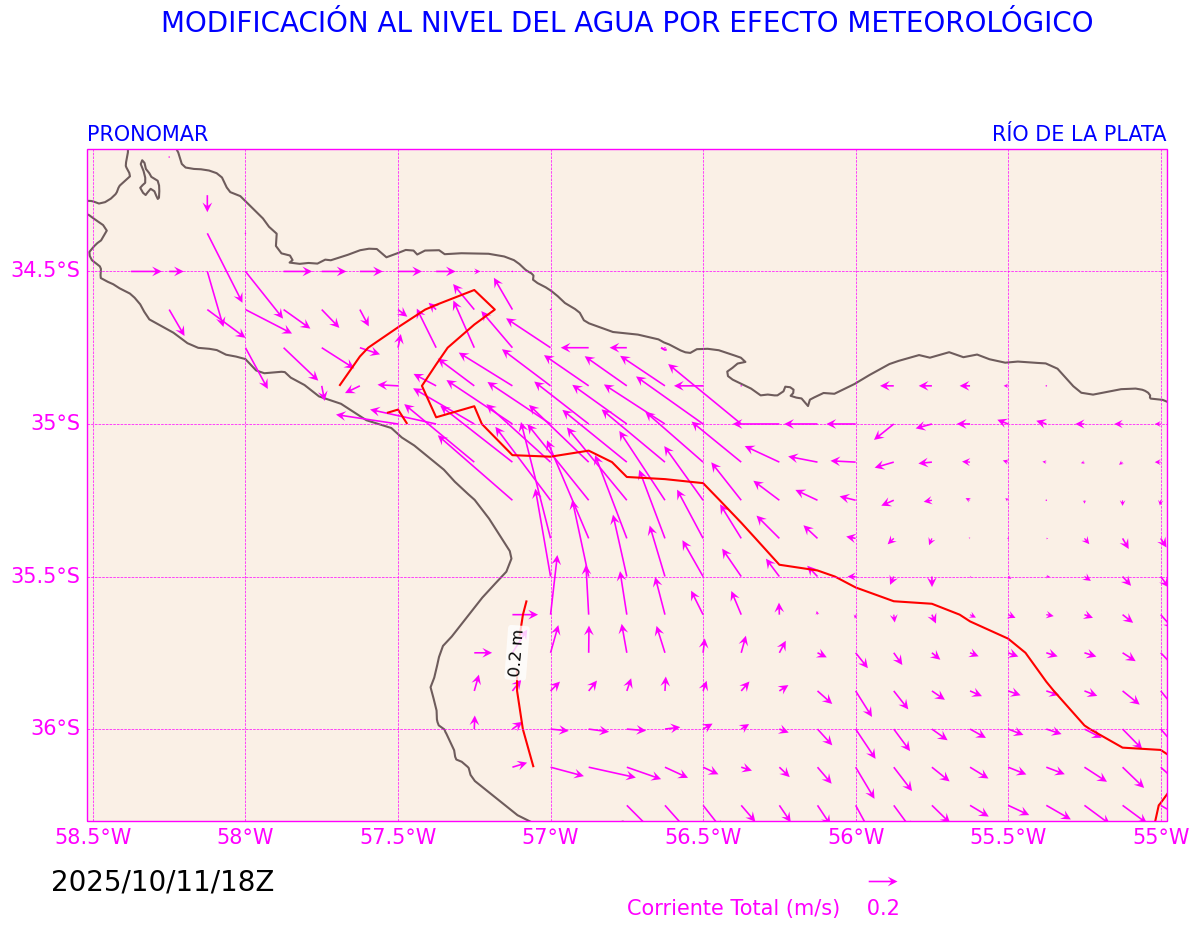 MODIFICACIÓN AL NIVEL DEL AGUA POR EFECTO METEOROLÓGICO
PRONOMAR
RÍO DE LA PLATA
34.5°S
35°S
35.5°S
36°S
0.2 m
58.5°W
58°W
57.5°W
57°W
56.5°W
56°W
55.5°W
55°W
2025/10/11/18Z
Corriente Total (m/s)
0.2